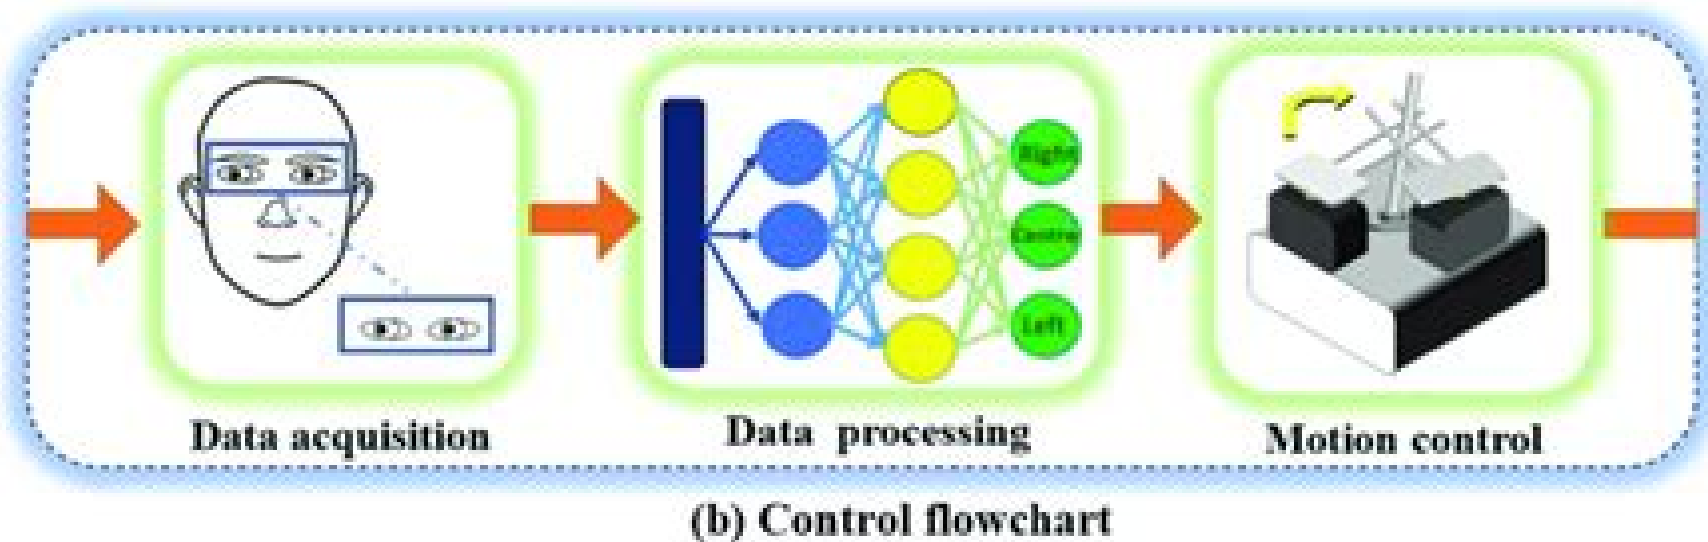 Right
Centre
Left
Data acquisition
Data processing
Motion control
(b) Control flowchart